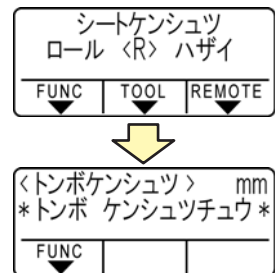 シートケンシュツ
ロール <R> ハザイ
FUNC TOOL REMOTE
<トンボケンシュツ> mm
*トンボ ケンシュツチュウ*
FUNC